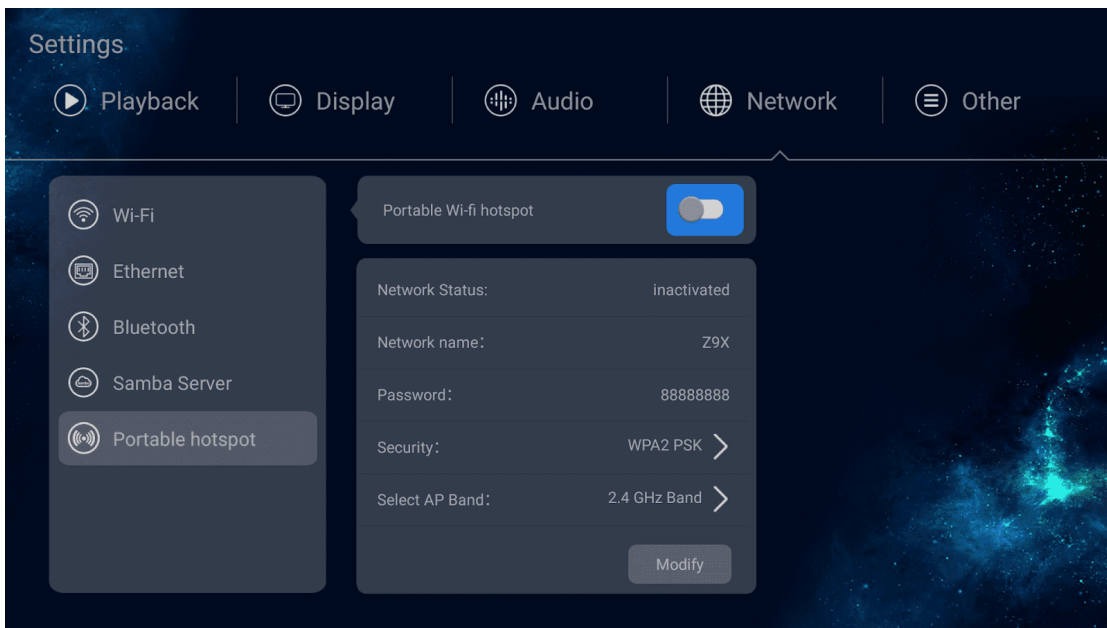 Settings
Playback Display Audio Network Other
Wi-Fi
Ethernet
Bluetooth
Samba Server
Portable hotspot
Portable Wi-fi hotspot
Network Status: inactivated
Network name: Z9X
Password: 88888888
Security: WPA2 PSK
Select AP Band: 2.4 GHz Band
Modify